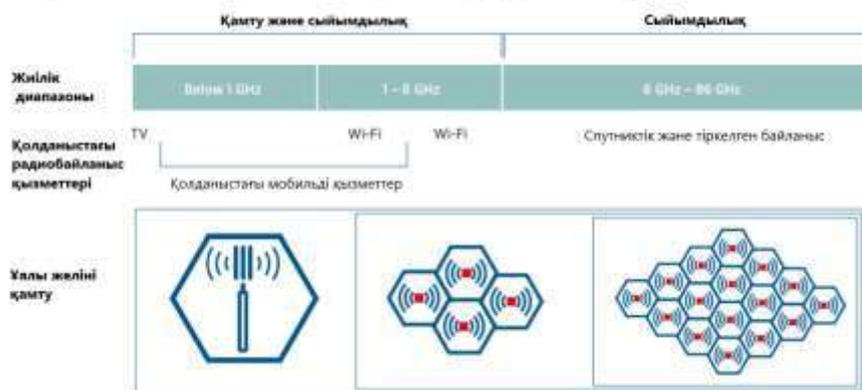 Қамту және сыйымдылық
Сыйымдылық
Жиілік
диапазоны
Below 1 GHz
1 – 6 GHz
6 GHz – 86 GHz
Қолданыстағы
радиобайланыс
қызметтері
TV
Wi-Fi
Wi-Fi
Спутниктік және тіркелген байланыс
Қолданыстағы мобильді қызметтер
Ұялы желіні
қамту